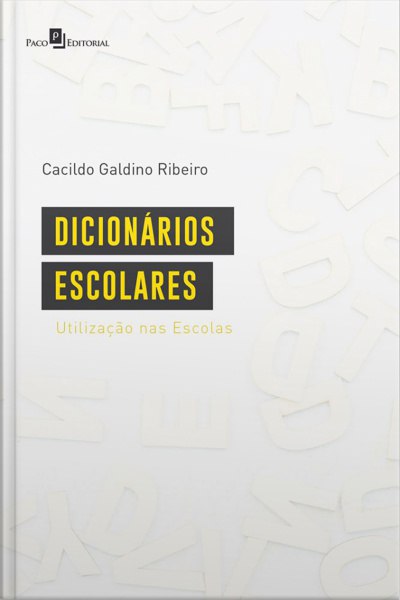 PACO EDITORIAL
Cacildo Galdino Ribeiro
DICIONÁRIOS
ESCOLARES
Utilização nas Escolas